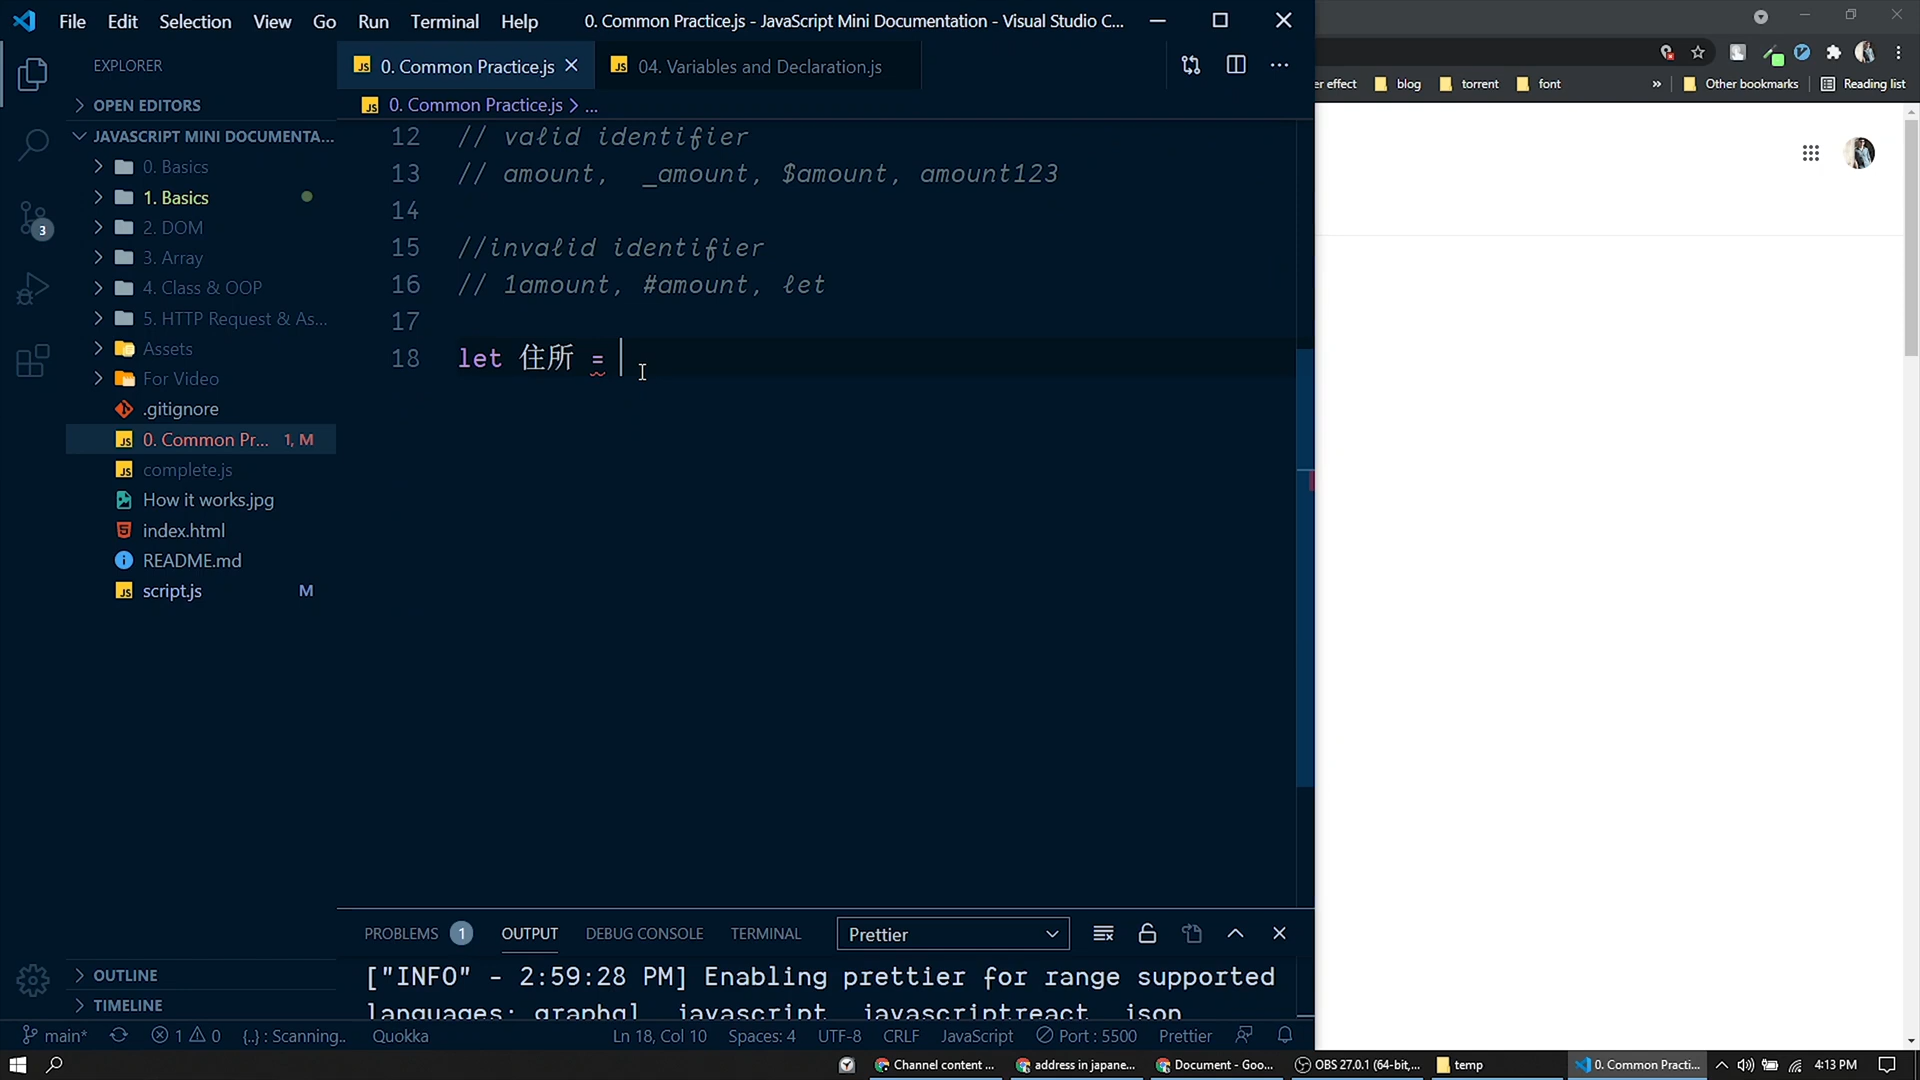 File Edit Selection View Go Run Terminal Help 0. Common Practice.js - JavaScript Mini Documentation - Visual Studio C...
EXPLORER
OPEN EDITORS
JAVASCRIPT MINI DOCUMENTA...
0. Basics
1. Basics
2. DOM
3. Array
4. Class & OOP
5. HTTP Request & As...
Assets
For Video
.gitignore
0. Common Pr... 1, M
complete.js
How it works.jpg
index.html
README.md
script.js M
OUTLINE
TIMELINE
3
0. Common Practice.js 04. Variables and Declaration.js
0. Common Practice.js > ...
12 // valid identifier
13 // amount, _amount, $amount, amount123
14
15 //invalid identifier
16 // 1amount, #amount, let
17
18 let 住所 =
PROBLEMS 1 OUTPUT DEBUG CONSOLE TERMINAL Prettier
["INFO" - 2:59:28 PM] Enabling prettier for range supported
languages: graphql, javascript, javascriptreact, json,
main* 1 0 {..} : Scanning.. Quokka Ln 18, Col 10 Spaces: 4 UTF-8 CRLF JavaScript Port : 5500 Prettier
er effect blog torrent font » Other bookmarks Reading list
Channel content ... address in japane... Document - Goo... OBS 27.0.1 (64-bit,... temp 0. Common Practi... 4:13 PM